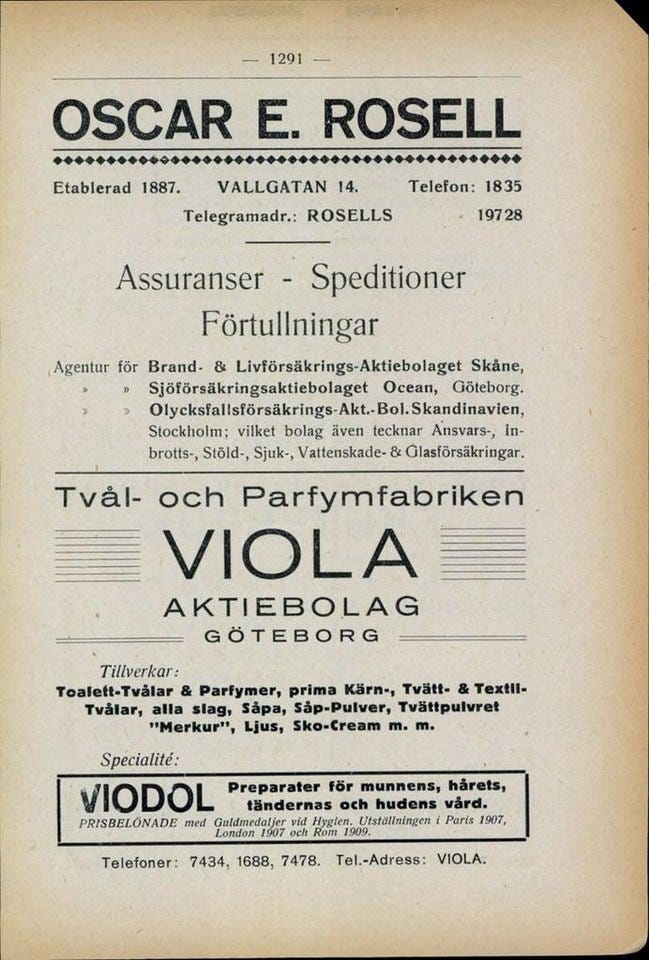 — 1291 —
OSCAR E. ROSELL
Etablerad 1887. VALLGATAN 14. Telefon: 1835
Telegramadr.: ROSELLS 19728
Assuranser - Speditioner
Förtullningar
Agentur för Brand- & Livförsäkrings-Aktiebolaget Skåne,
» » Sjöförsäkringsaktiebolaget Ocean, Göteborg.
» » Olycksfallsförsäkrings-Akt.-Bol. Skandinavien,
Stockholm; vilket bolag även tecknar Ansvars-, In-
brotts-, Stöld-, Sjuk-, Vattenskade- & Glasförsäkringar.
Tvål- och Parfymfabriken
VIOLA
AKTIEBOLAG
GÖTEBORG
Tillverkar:
Toalett-Tvålar & Parfymer, prima Kärn-, Tvätt- & Textil-
Tvålar, alla slag, Såpa, Såp-Pulver, Tvättpulvret
"Merkur", Ljus, Sko-Cream m. m.
Specialité:
VIODOL Preparater för munnens, hårets,
tändernas och hudens vård.
PRISBELÖNADE med Guldmedaljer vid Hygien. Utställningen i Paris 1907,
London 1907 och Rom 1909.
Telefoner: 7434, 1688, 7478. Tel.-Adress: VIOLA.